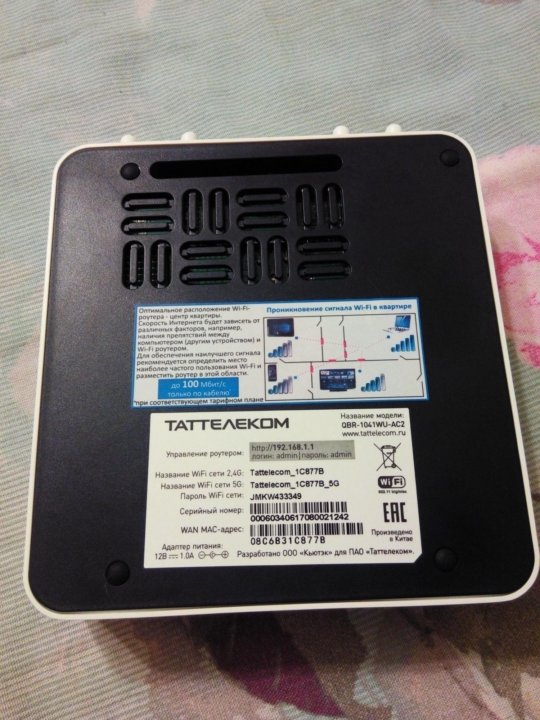 Оптимальное расположение Wi-Fi-
роутера - центр квартиры.
Скорость Интернета будет зависеть от
различных факторов, например,
наличия препятствий между
компьютером (другим устройством) и
Wi-Fi роутером.
Для обеспечения наилучшего сигнала
рекомендуется определить место
наиболее частого пользования Wi-Fi и
разместить роутер в этой области.
до 100 Мбит/с
только по кабелю*
*при соответствующем тарифном плане
Проникновение сигнала Wi-Fi в квартире
ТАТТЕЛЕКОМ
Название модели:
QBR-1041WU-AC2
www.tattelecom.ru
Управление роутером: http://192.168.1.1
логин: admin|пароль: admin
Название WiFi сети 2,4G: Tattelecom_1C877B
Название WiFi сети 5G: Tattelecom_1C877B_5G
Пароль WiFi сети: JMKW433349
Серийный номер:
00060340617080021242
WAN MAC-адрес:
08C6B31C877B
Wi Fi
EAC
Произведено
в Китае
Адаптер питания:
12В 1.0А
Разработано ООО «Кьютэк» для ПАО «Таттелеком».